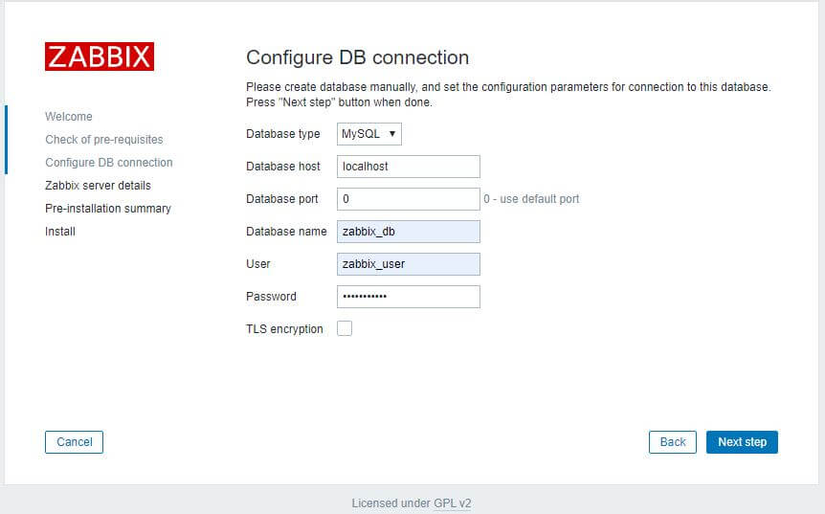 ZABBIX
Welcome
Check of pre-requisites
Configure DB connection
Zabbix server details
Pre-installation summary
Install
Configure DB connection
Please create database manually, and set the configuration parameters for connection to this database.
Press "Next step" button when done.
Database type MySQL ▼
Database host localhost
Database port 0 0 - use default port
Database name zabbix_db
User zabbix_user
Password •••••••••••
TLS encryption
Cancel Back Next step
Licensed under GPL v2